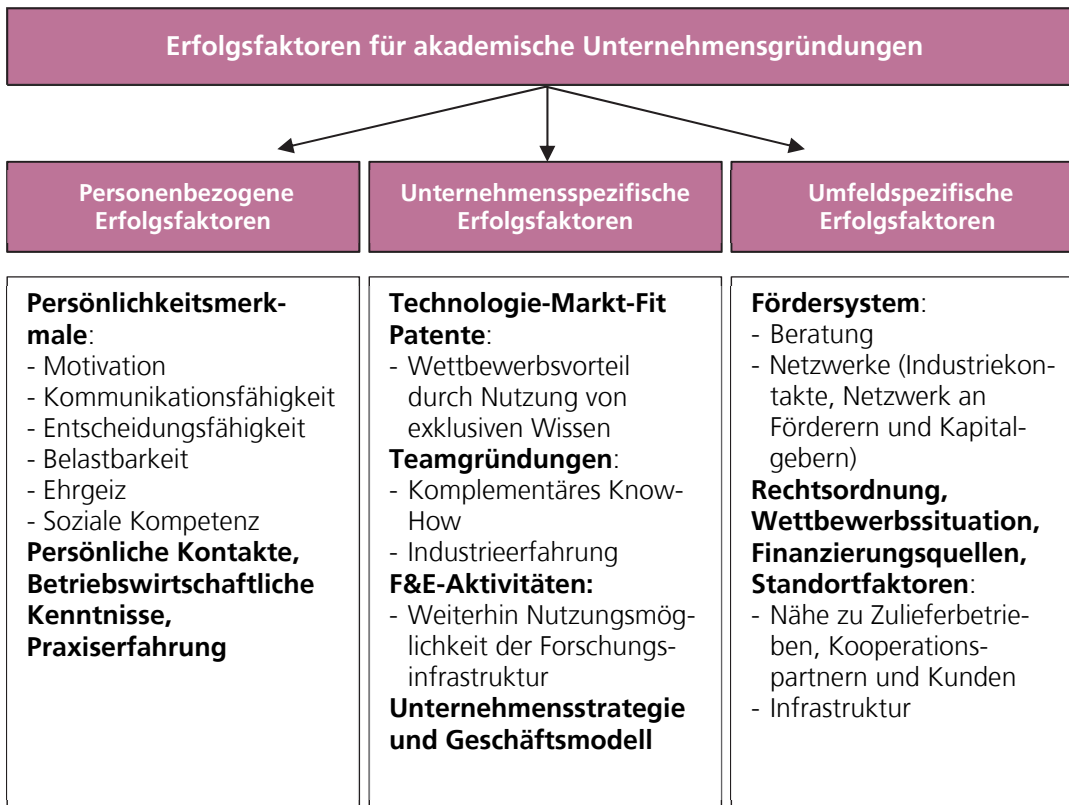 Erfolgsfaktoren für akademische Unternehmensgründungen
Personenbezogene
Erfolgsfaktoren
Unternehmensspezifische
Erfolgsfaktoren
Umfeldspezifische
Erfolgsfaktoren
Persönlichkeitsmerk-
male:
- Motivation
- Kommunikationsfähigkeit
- Entscheidungsfähigkeit
- Belastbarkeit
- Ehrgeiz
- Soziale Kompetenz
Persönliche Kontakte,
Betriebswirtschaftliche
Kenntnisse,
Praxiserfahrung
Technologie-Markt-Fit
Patente:
- Wettbewerbsvorteil
durch Nutzung von
exklusiven Wissen
Teamgründungen:
- Komplementäres Know-
How
- Industrieerfahrung
F&E-Aktivitäten:
- Weiterhin Nutzungsmög-
lichkeit der Forschungs-
infrastruktur
Unternehmensstrategie
und Geschäftsmodell
Fördersystem:
- Beratung
- Netzwerke (Industriekon-
takte, Netzwerk an
Förderern und Kapital-
gebern)
Rechtsordnung,
Wettbewerbssituation,
Finanzierungsquellen,
Standortfaktoren:
- Nähe zu Zulieferbetrie-
ben, Kooperations-
partnern und Kunden
- Infrastruktur